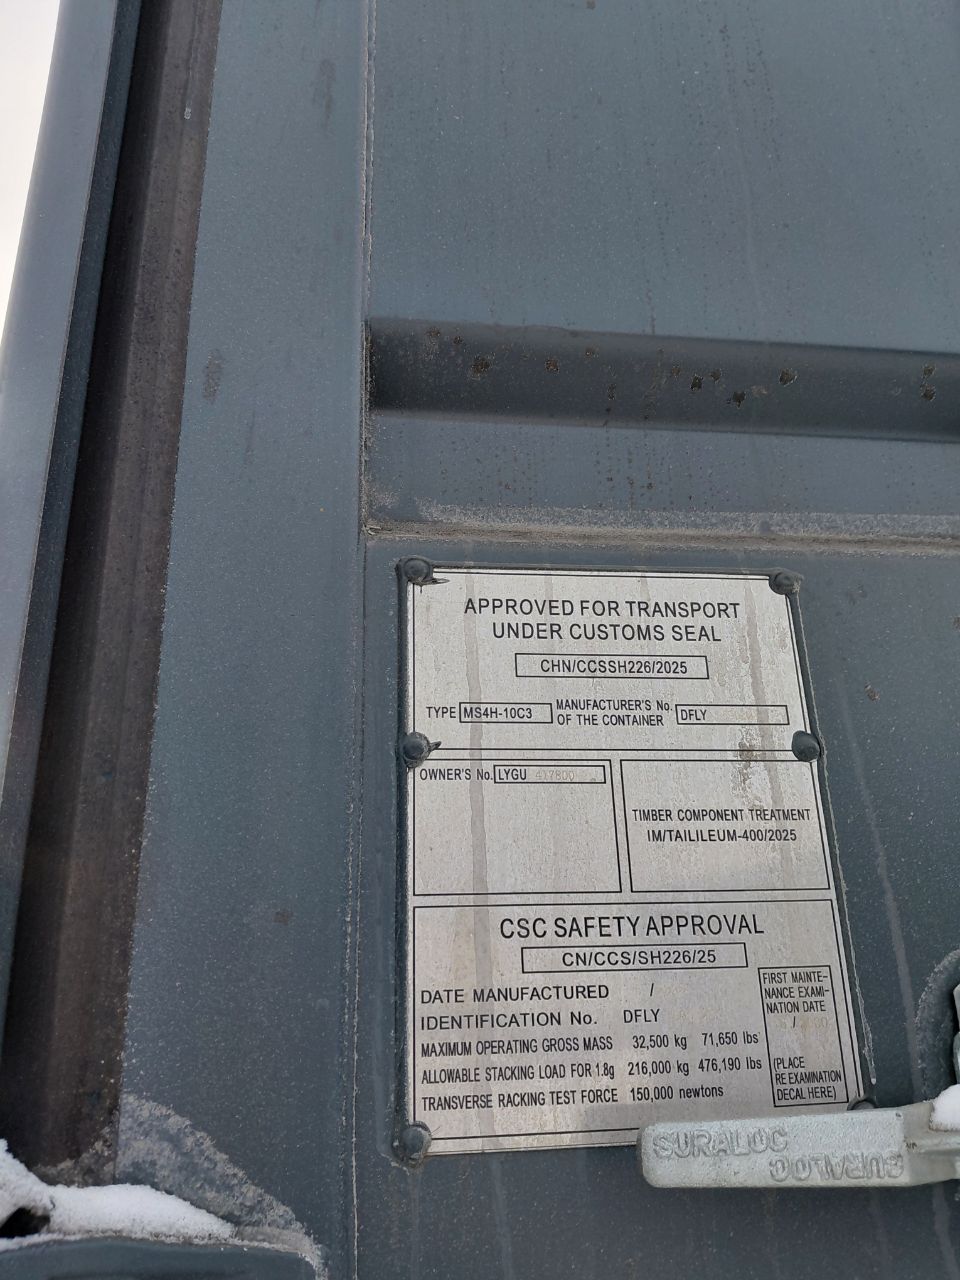 APPROVED FOR TRANSPORT
UNDER CUSTOMS SEAL
CHN/CCSSH226/2025
TYPE MS4H-10C3 MANUFACTURER'S No. OF THE CONTAINER DFLY
OWNER'S No. LYGU 417800
TIMBER COMPONENT TREATMENT
IM/TAILILEUM-400/2025
CSC SAFETY APPROVAL
CN/CCS/SH226/25
DATE MANUFACTURED /
IDENTIFICATION No. DFLY
MAXIMUM OPERATING GROSS MASS 32,500 kg 71,650 lbs
ALLOWABLE STACKING LOAD FOR 1.8g 216,000 kg 476,190 lbs
TRANSVERSE RACKING TEST FORCE 150,000 newtons
FIRST MAINTE-
NANCE EXAMI-
NATION DATE
/
(PLACE
RE EXAMINATION
DECAL HERE)
SURALOC
SURALOC